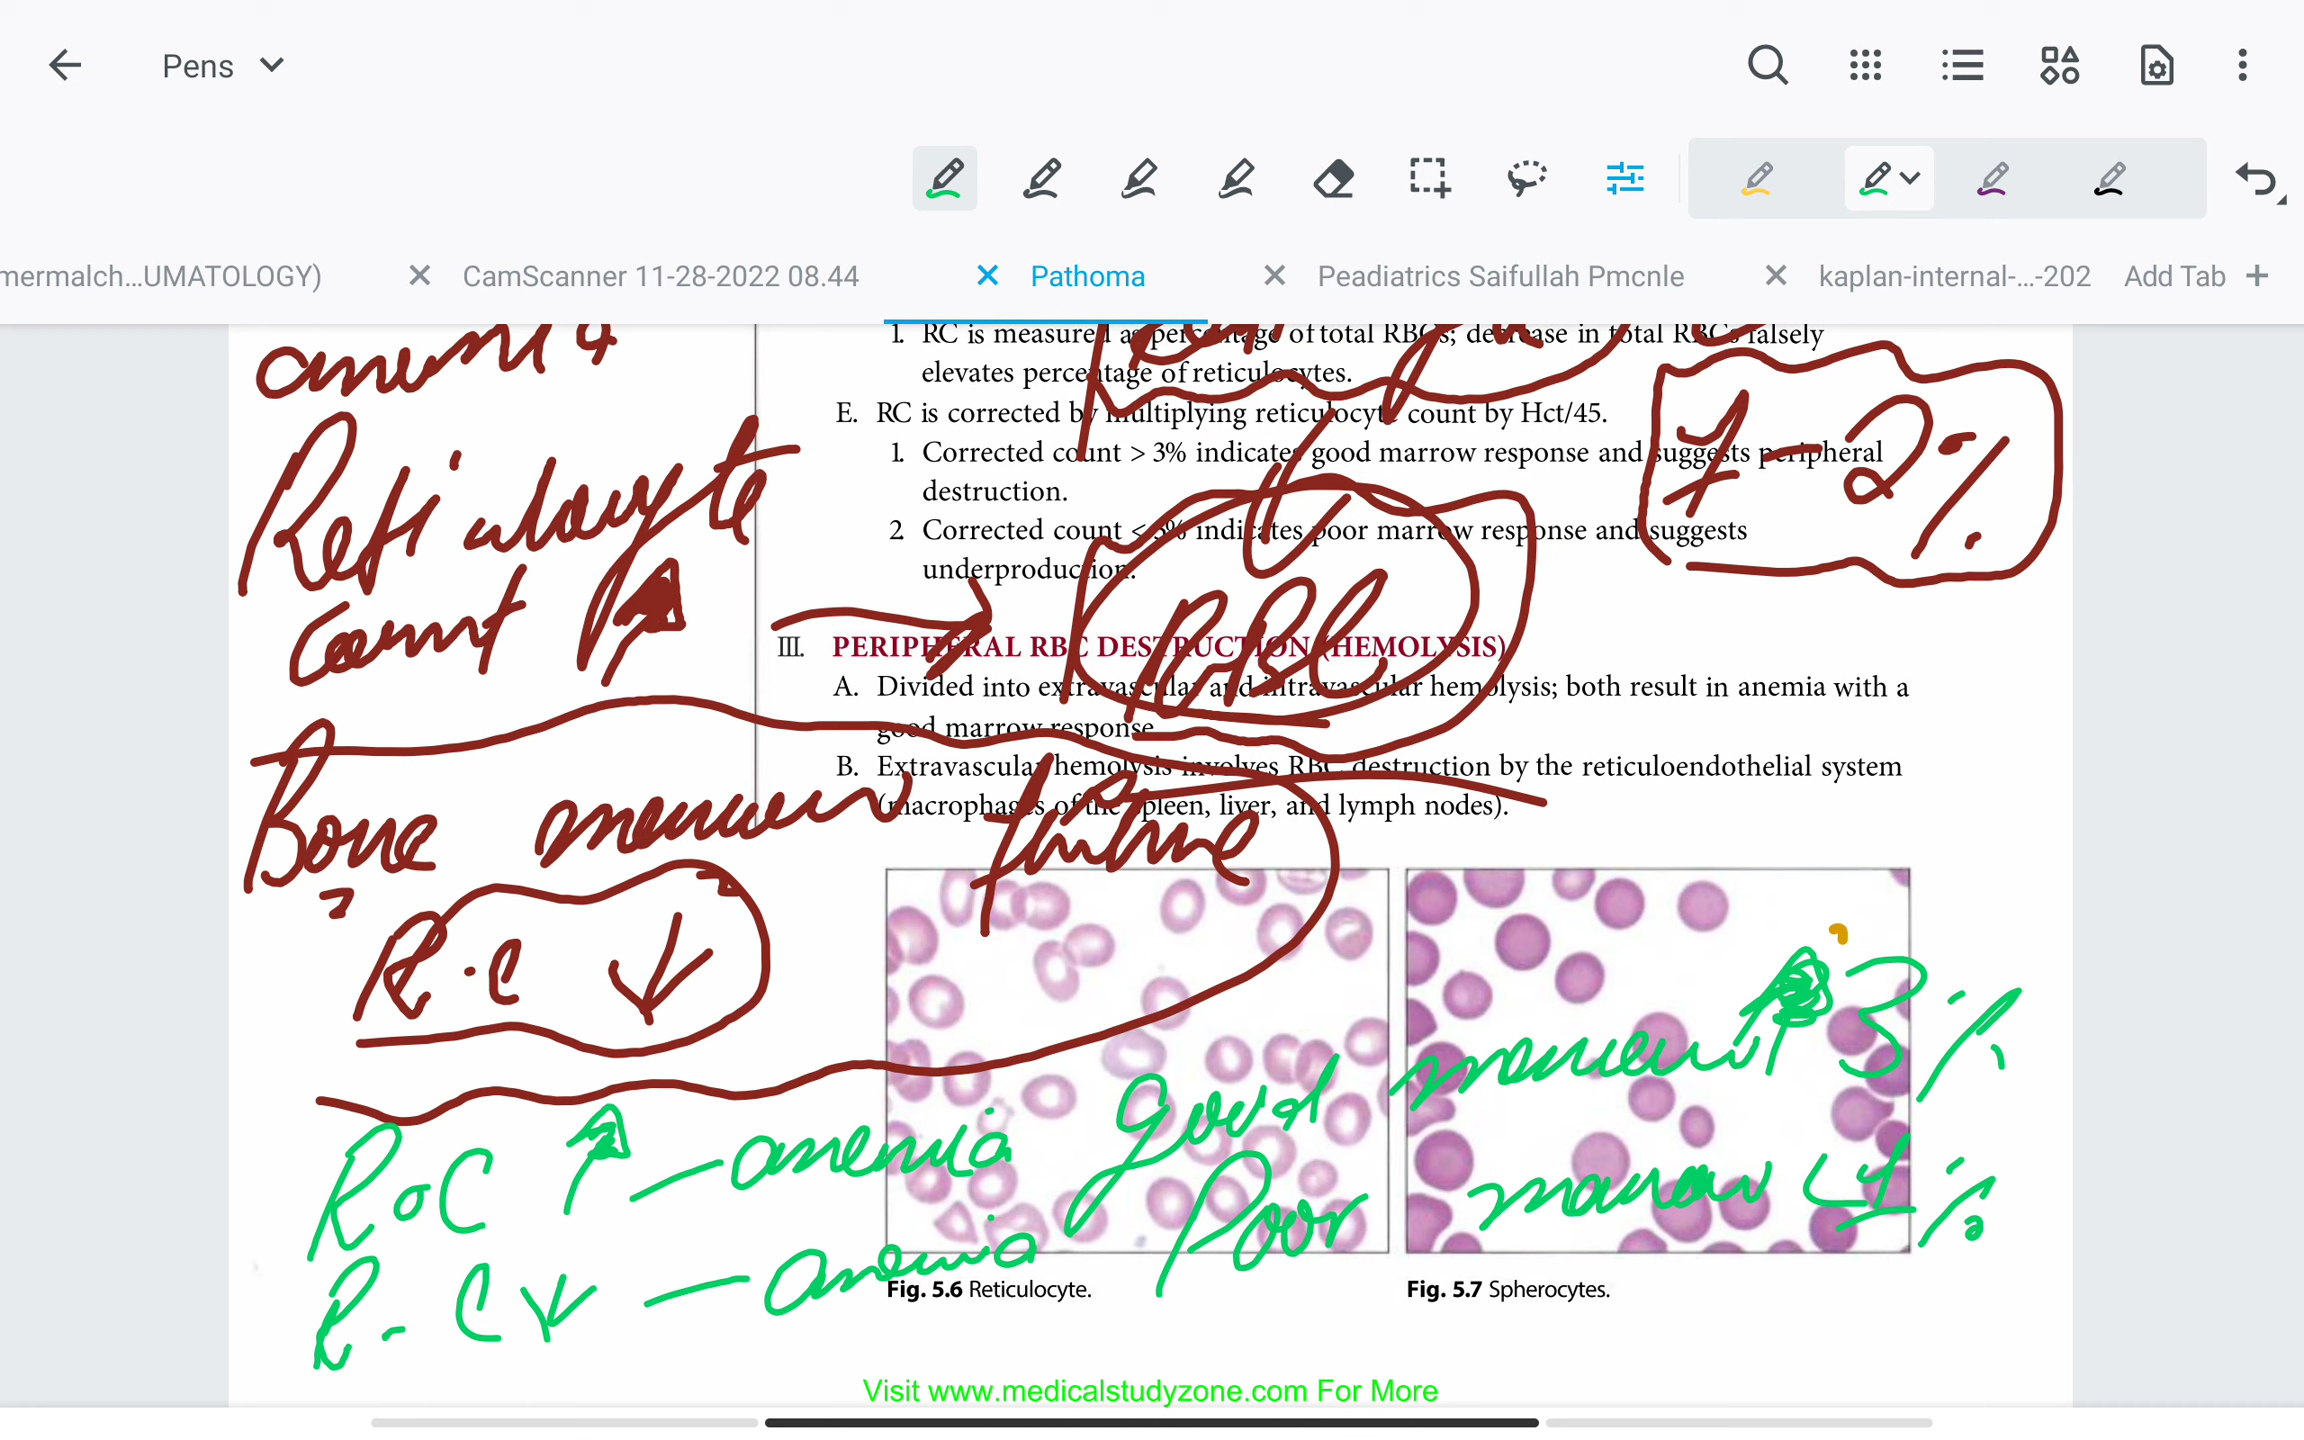 Pens
mermalch...UMATOLOGY)
CamScanner 11-28-2022 08.44
Pathoma
Peadiatrics Saifullah Pmcnle
kaplan-internal-...-202
Add Tab
1. RC is measured as percentage of total RBCs; decrease in total RBCs falsely
elevates percentage of reticulocytes.
E. RC is corrected by multiplying reticulocyte count by Hct/45.
1. Corrected count > 3% indicates good marrow response and suggests peripheral
destruction.
2. Corrected count < 3% indicates poor marrow response and suggests
underproduction.
III. PERIPHERAL RBC DESTRUCTION (HEMOLYSIS)
A. Divided into extravascular and intravascular hemolysis; both result in anemia with a
good marrow response.
B. Extravascular hemolysis involves RBC destruction by the reticuloendothelial system
(macrophages of the spleen, liver, and lymph nodes).
Reticulocyte
count ↑
1-2%
RBC
Bone
R.C ↓
RoC ↑ - anemia good 3%
R-C ↓ - anemia Poor marrow <1%
Fig. 5.6 Reticulocyte.
Fig. 5.7 Spherocytes.
Visit www.medicalstudyzone.com For More